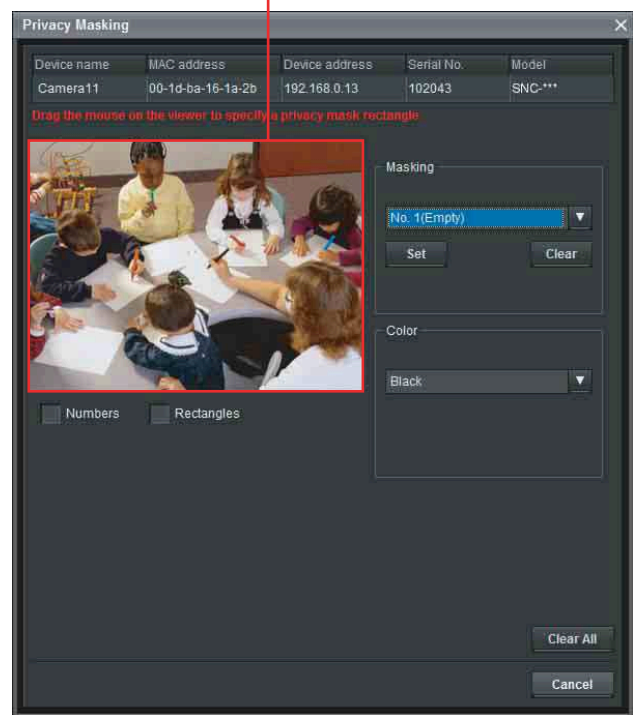 Privacy Masking
Device name MAC address Device address Serial No. Model
Camera11 00-1d-ba-16-1a-2b 192.168.0.13 102043 SNC-***
Drag the mouse on the viewer to specify a privacy mask rectangle
Masking
No. 1(Empty)
Set Clear
Color
Black
Numbers Rectangles
Clear All
Cancel